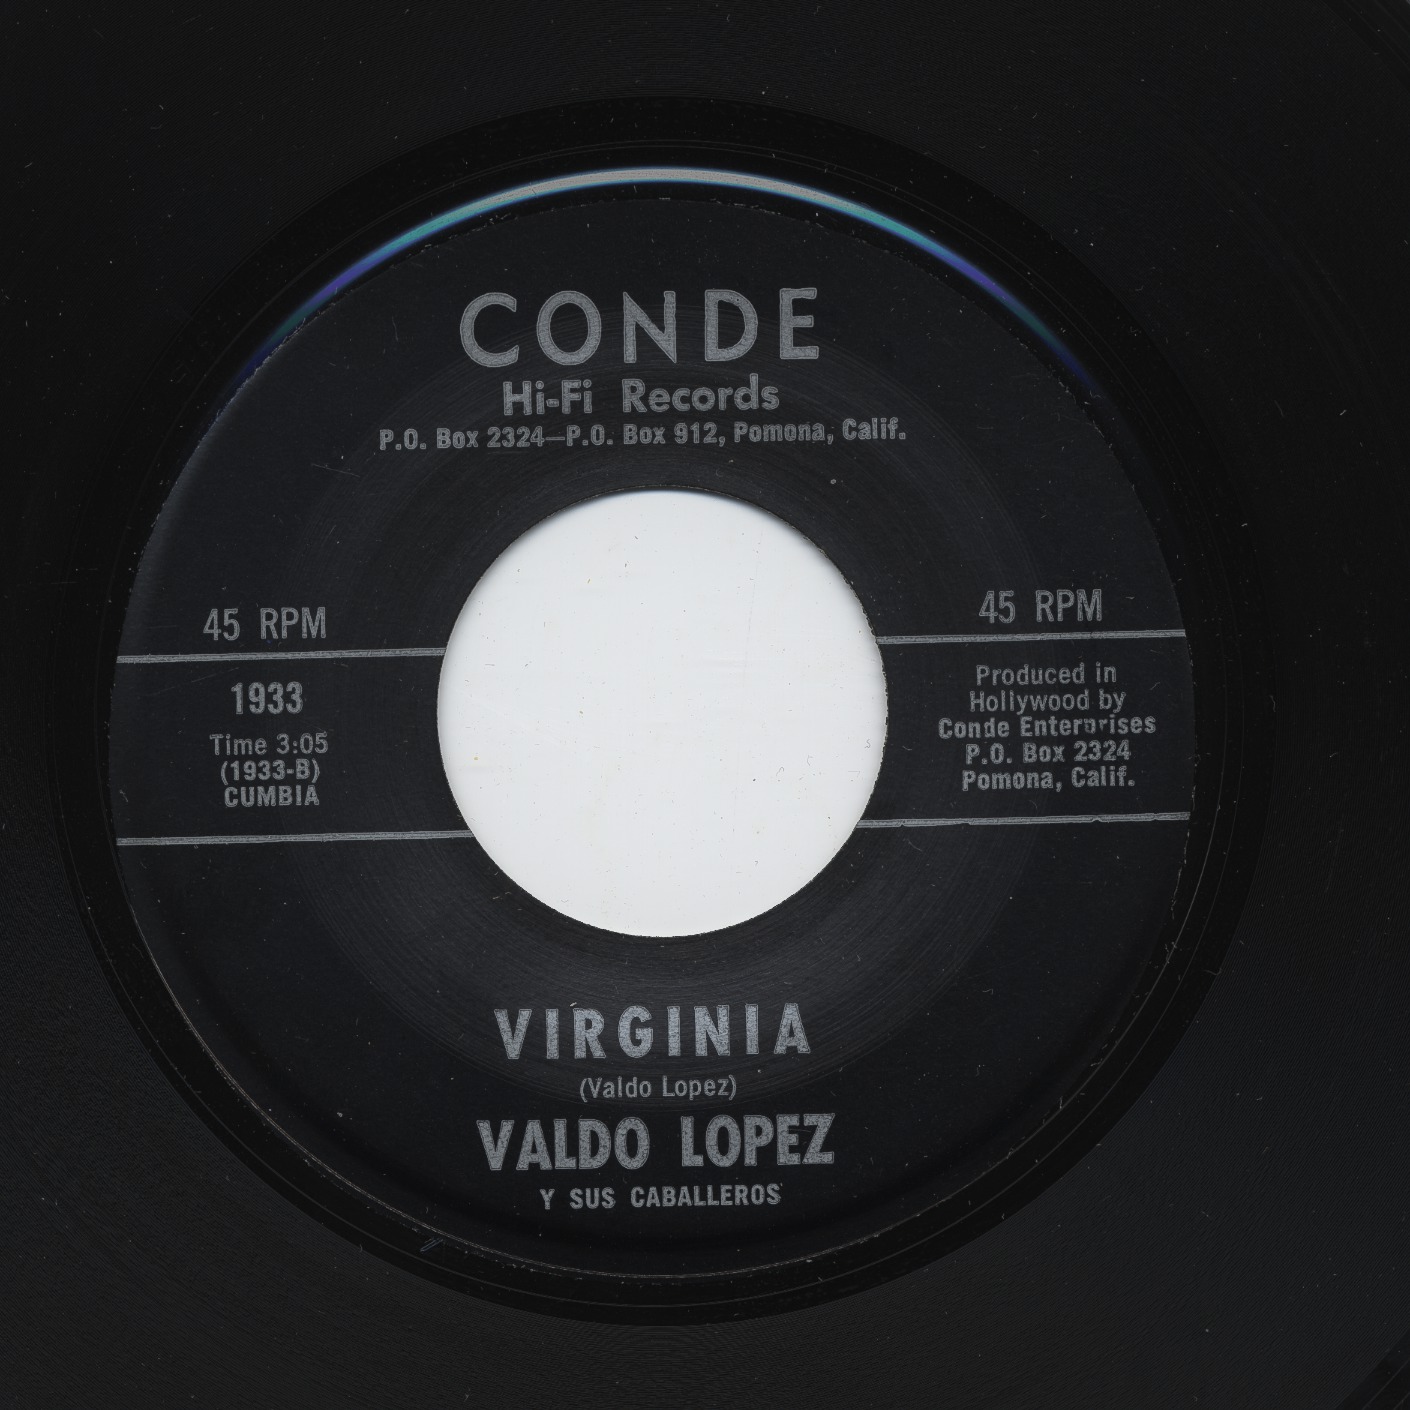 CONDE
Hi-Fi Records
P.O. Box 2324—P.O. Box 912, Pomona, Calif.
45 RPM
1933
Time 3:05
(1933-B)
CUMBIA
45 RPM
Produced in
Hollywood by
Conde Enterprises
P.O. Box 2324
Pomona, Calif.
VIRGINIA
(Valdo Lopez)
VALDO LOPEZ
Y SUS CABALLEROS